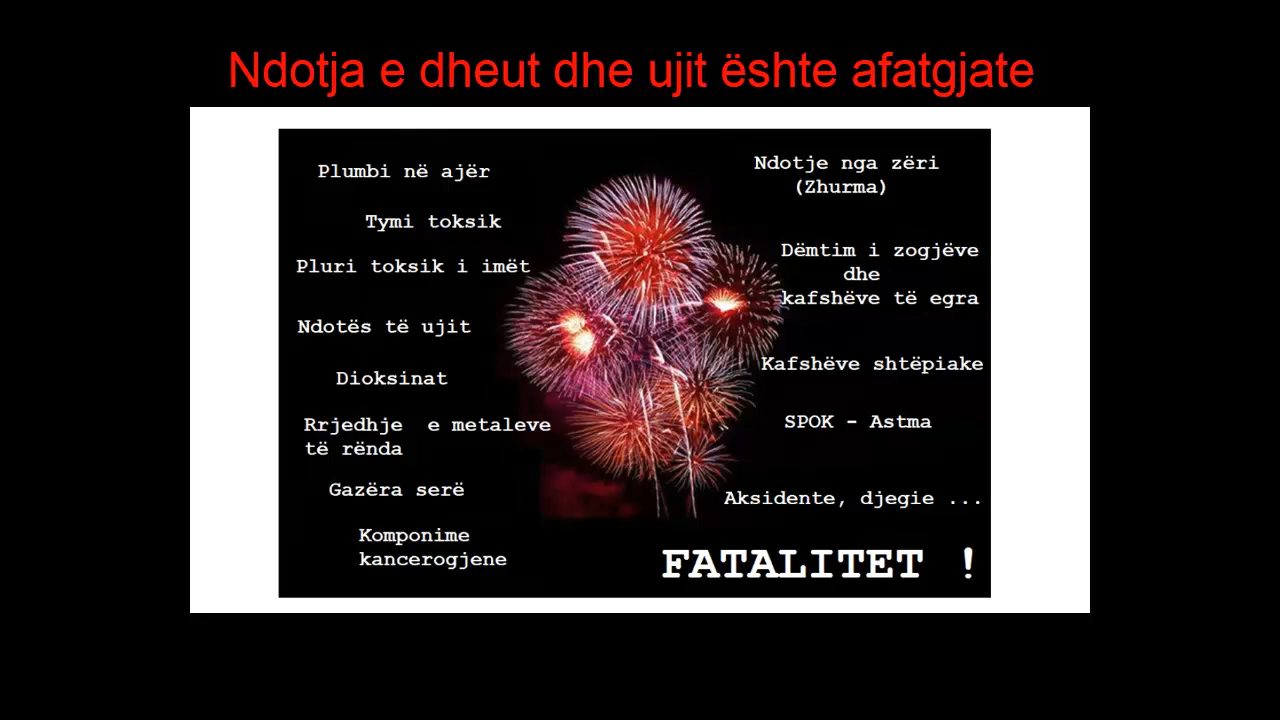 Ndotja e dheut dhe ujit ështe afatgjate
Plumbi në ajër
Tymi toksik
Pluri toksik i imët
Ndotës të ujit
Dioksinat
Rrjedhje e metaleve
të rënda
Gazëra serë
Komponime
kancerogjene
Ndotje nga zëri
(Zhurma)
Dëmtim i zogjëve
dhe
kafshëve të egra
Kafshëve shtëpiake
SPOK - Astma
Aksidente, djegie ...
FATALITET !